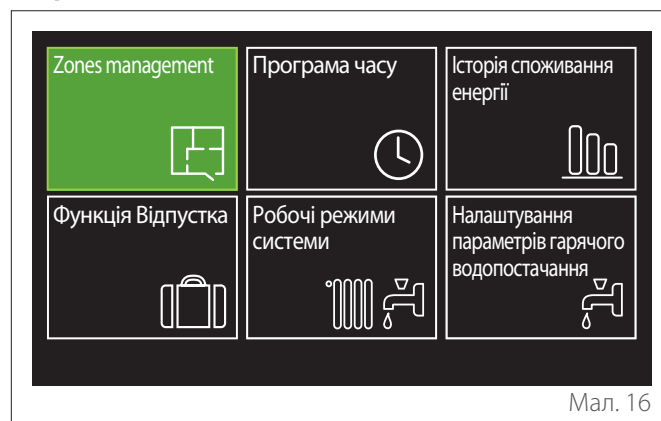 Zones management
Програма часу
Історія споживання
енергії
Функція Відпустка
Робочі режими
системи
Налаштування
параметрів гарячого
водопостачання
Мал. 16